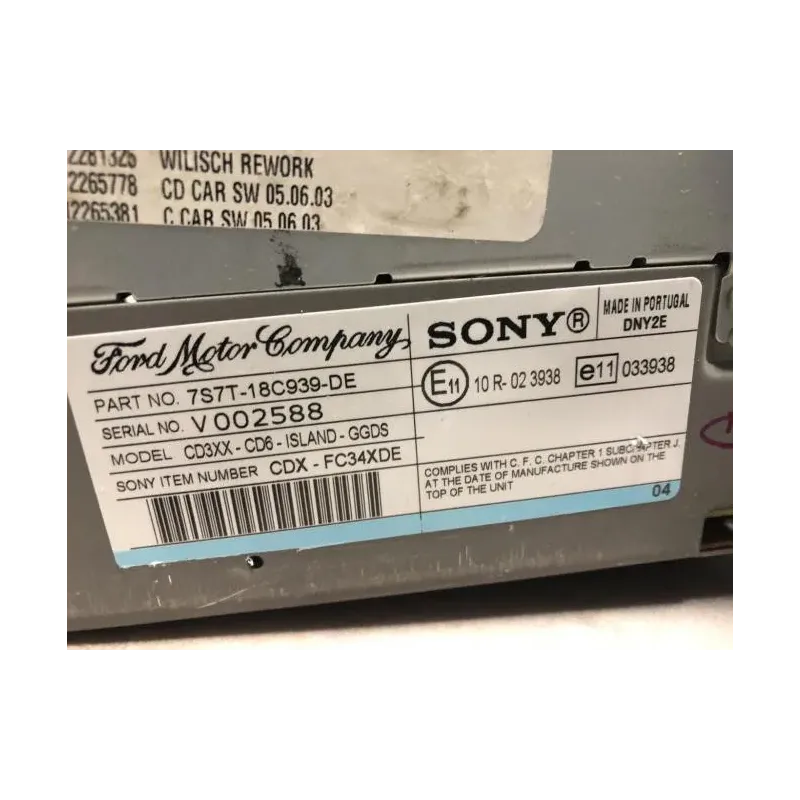 2281326 WILISCH REWORK
2265778 CD CAR SW 05.06.03
12265381 C CAR SW 05.06.03
Ford Motor Company,
SONY®
MADE IN PORTUGAL
DNY2E
PART NO. 7S7T-18C939-DE
SERIAL NO. V002588
MODEL CD3XX - CD6 - ISLAND - GGDS
SONY ITEM NUMBER CDX - FC34XDE
E11 10 R- 02 3938 e11 033938
COMPLIES WITH C. F. C. CHAPTER 1 SUBCHAPTER J.
AT THE DATE OF MANUFACTURE SHOWN ON THE
TOP OF THE UNIT
04